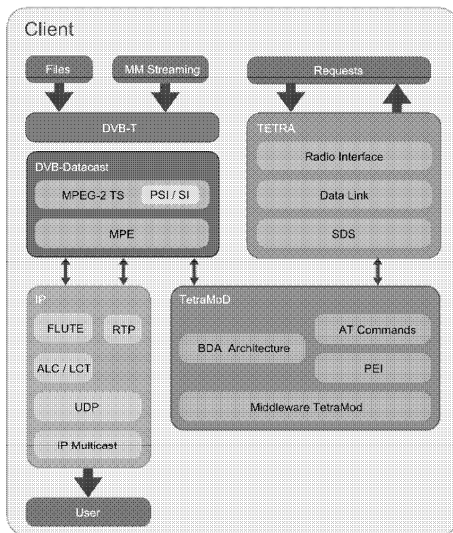 Client
Files
MM Streaming
Requests
DVB-T
TETRA
Radio Interface
Data Link
SDS
DVB-Datacast
MPEG-2 TS
PSI / SI
MPE
IP
FLUTE
RTP
ALC / LCT
UDP
IP Multicast
TetraMoD
BDA Architecture
AT Commands
PEI
Middleware TetraMod
User